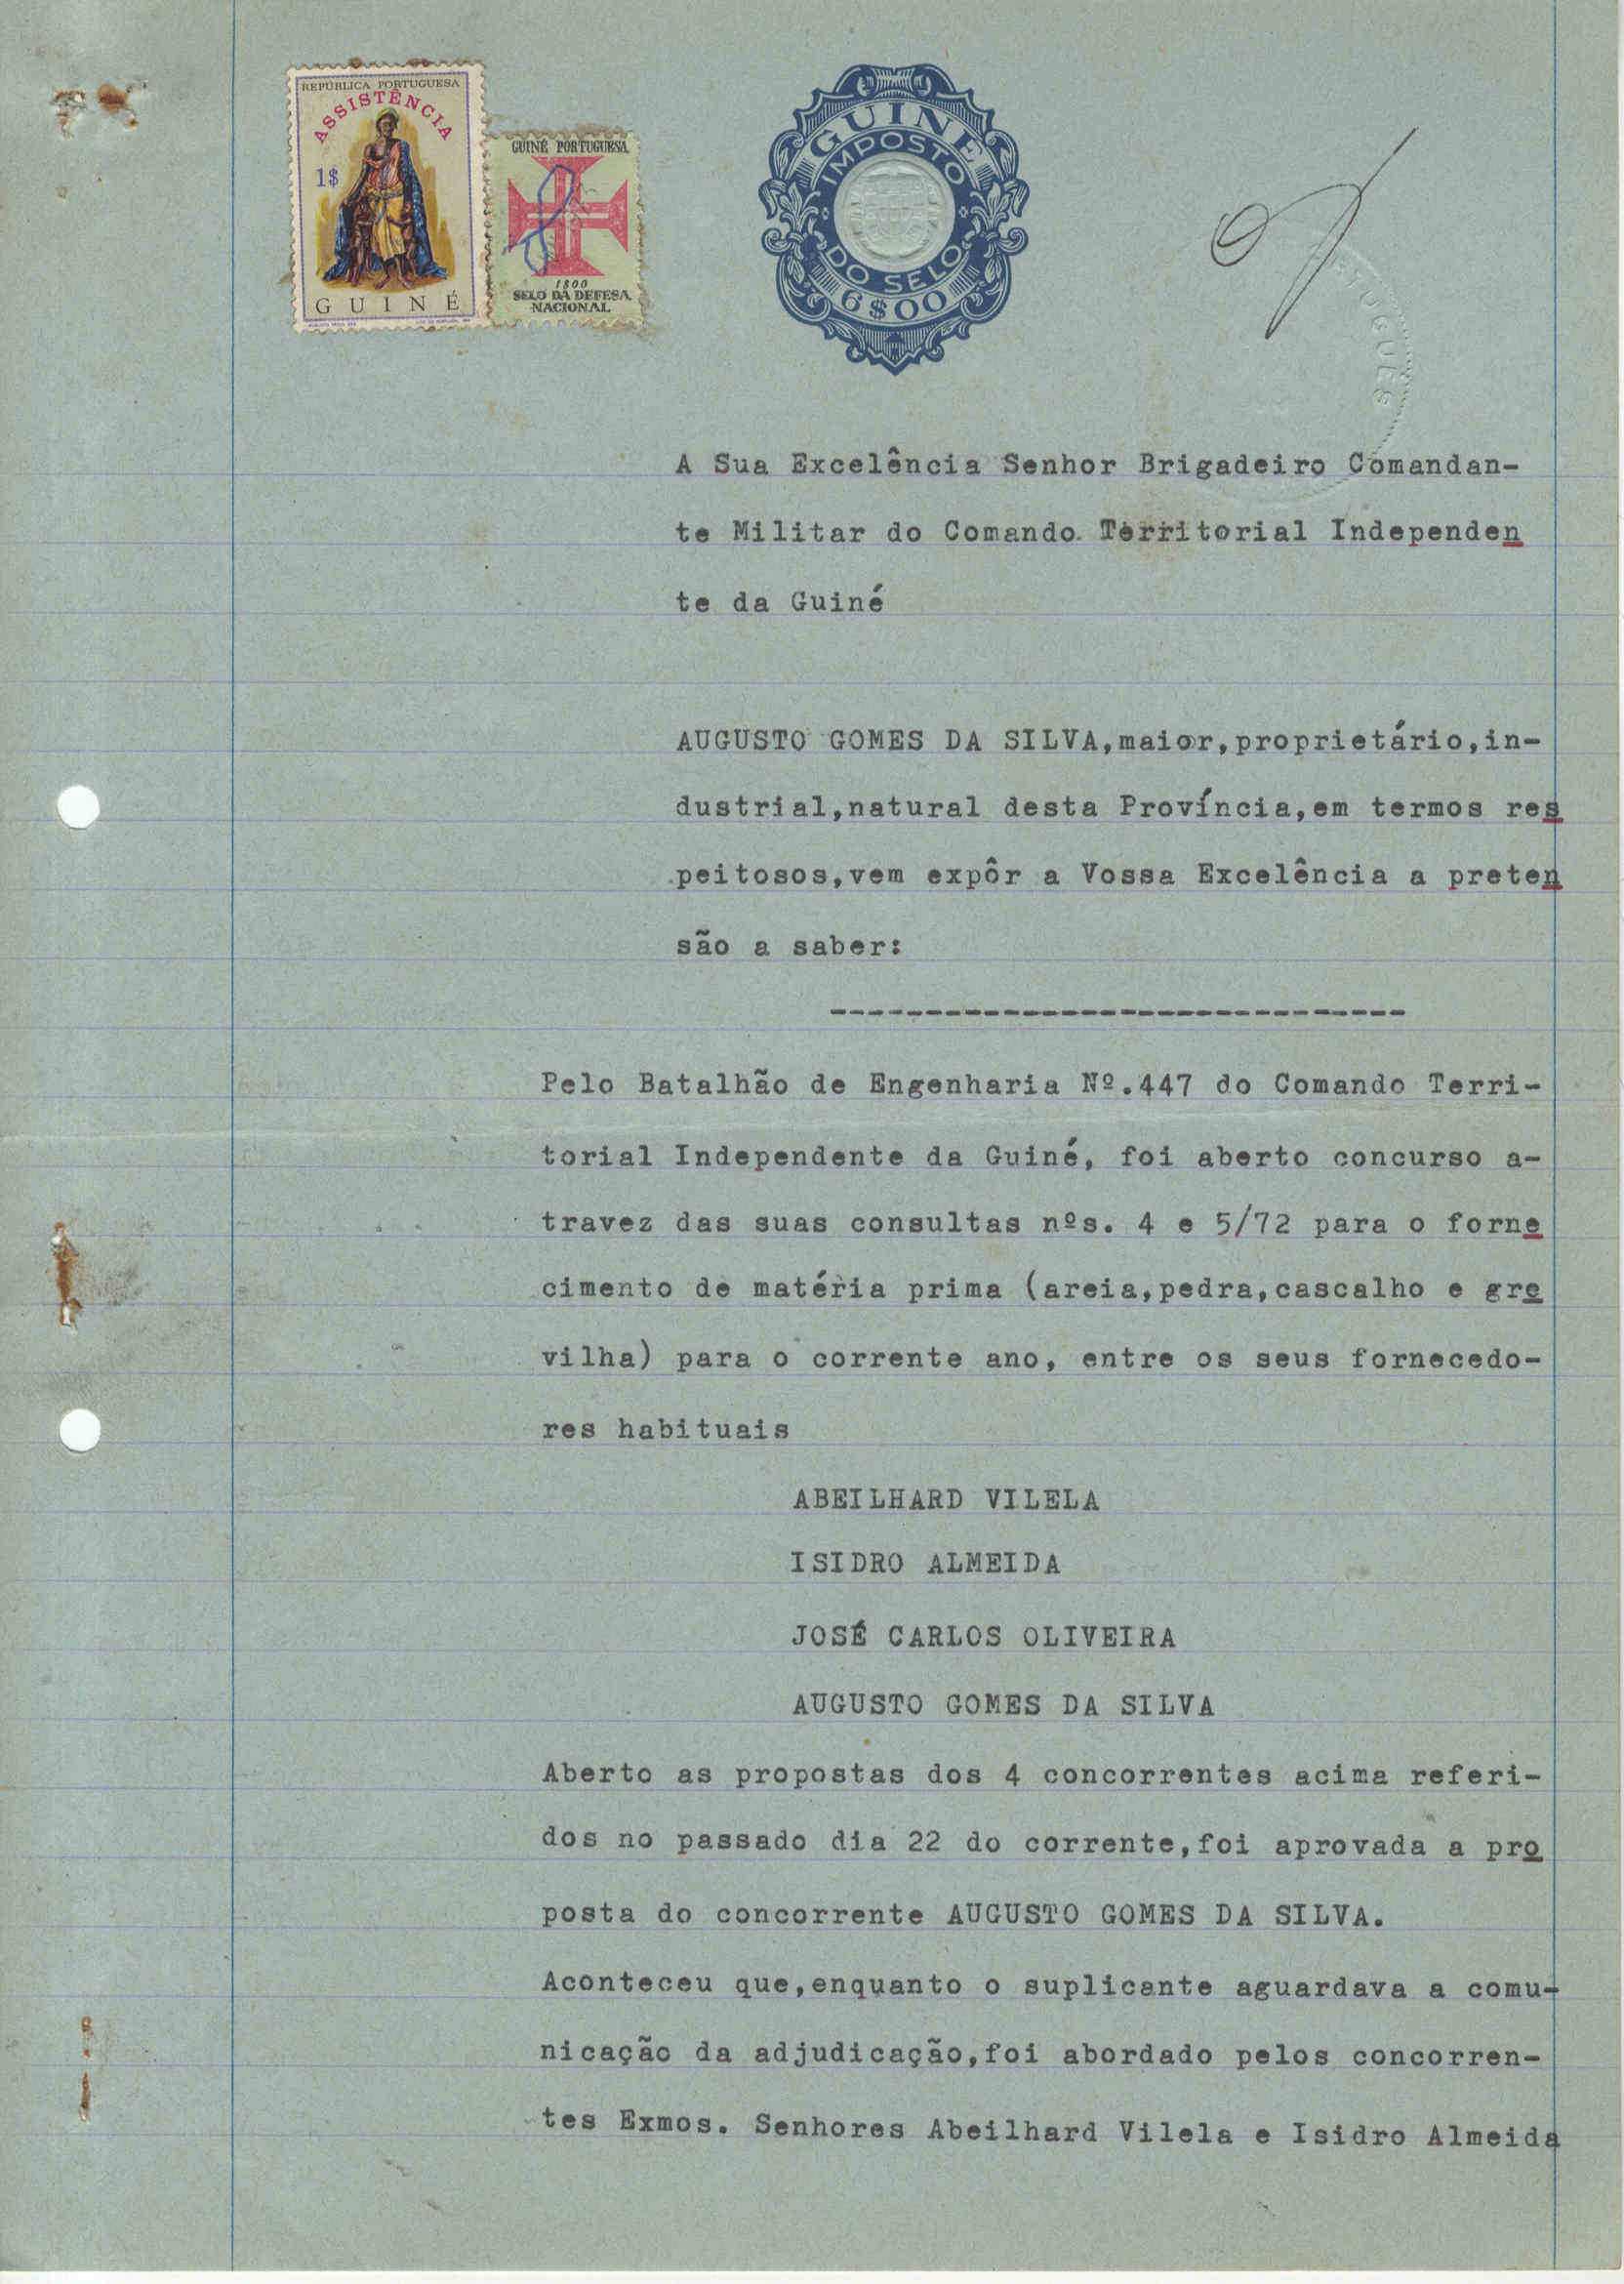 REPÚBLICA PORTUGUESA
ASSISTÊNCIA
1$
GUINÉ
GUINÉ PORTUGUESA
1$00
SELO DA DEFESA
NACIONAL
GUINÉ
IMPOSTO
DO SELO
6$00
TUGUES
A Sua Excelência Senhor Brigadeiro Comandan-
te Militar do Comando Territorial Independen
te da Guiné
AUGUSTO GOMES DA SILVA,maior,proprietário,in-
dustrial,natural desta Província,em termos res
peitosos,vem expôr a Vossa Excelência a preten
são a saber:
------------------------------
Pelo Batalhão de Engenharia Nº.447 do Comando Terri-
torial Independente da Guiné, foi aberto concurso a-
travez das suas consultas nºs. 4 e 5/72 para o forne
cimento de matéria prima (areia,pedra,cascalho e gre
vilha) para o corrente ano, entre os seus fornecedo-
res habituais
ABEILHARD VILELA
ISIDRO ALMEIDA
JOSÉ CARLOS OLIVEIRA
AUGUSTO GOMES DA SILVA
Aberto as propostas dos 4 concorrentes acima referi-
dos no passado dia 22 do corrente,foi aprovada a pro
posta do concorrente AUGUSTO GOMES DA SILVA.
Aconteceu que,enquanto o suplicante aguardava a comu-
nicação da adjudicação,foi abordado pelos concorren-
tes Exmos. Senhores Abeilhard Vilela e Isidro Almeida